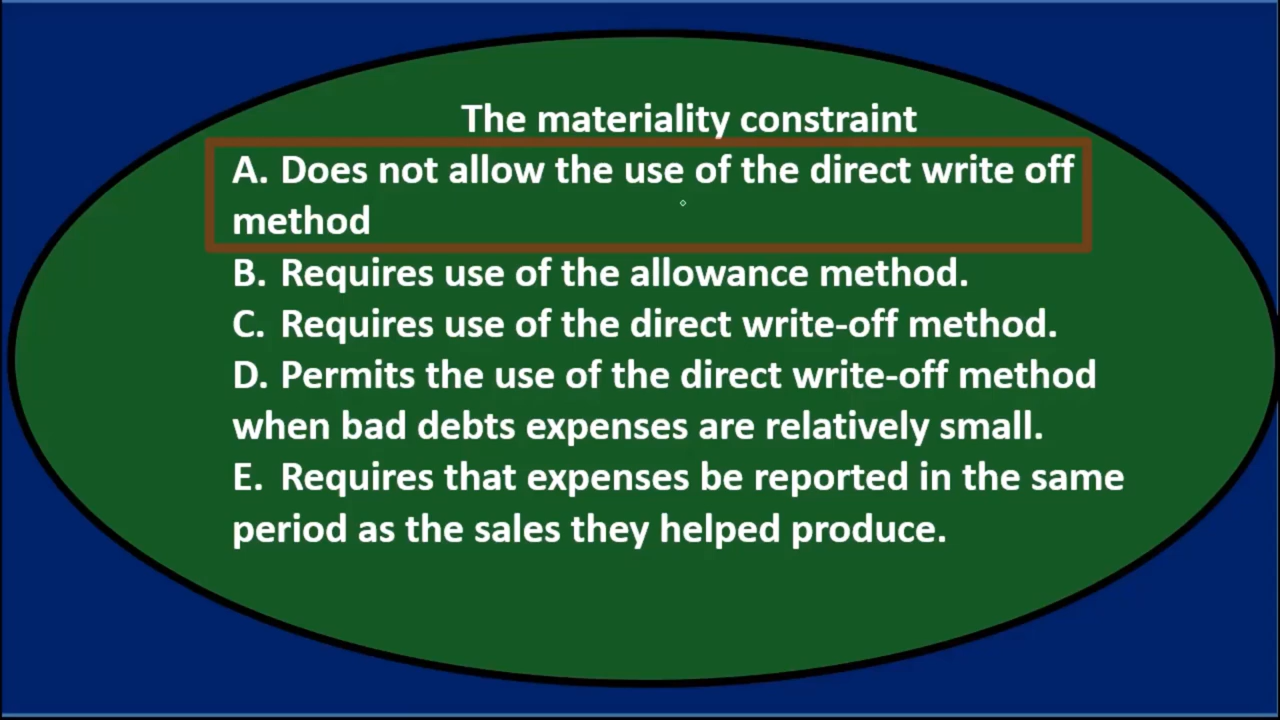 The materiality constraint
A. Does not allow the use of the direct write off
method
B. Requires use of the allowance method.
C. Requires use of the direct write-off method.
D. Permits the use of the direct write-off method
when bad debts expenses are relatively small.
E. Requires that expenses be reported in the same
period as the sales they helped produce.